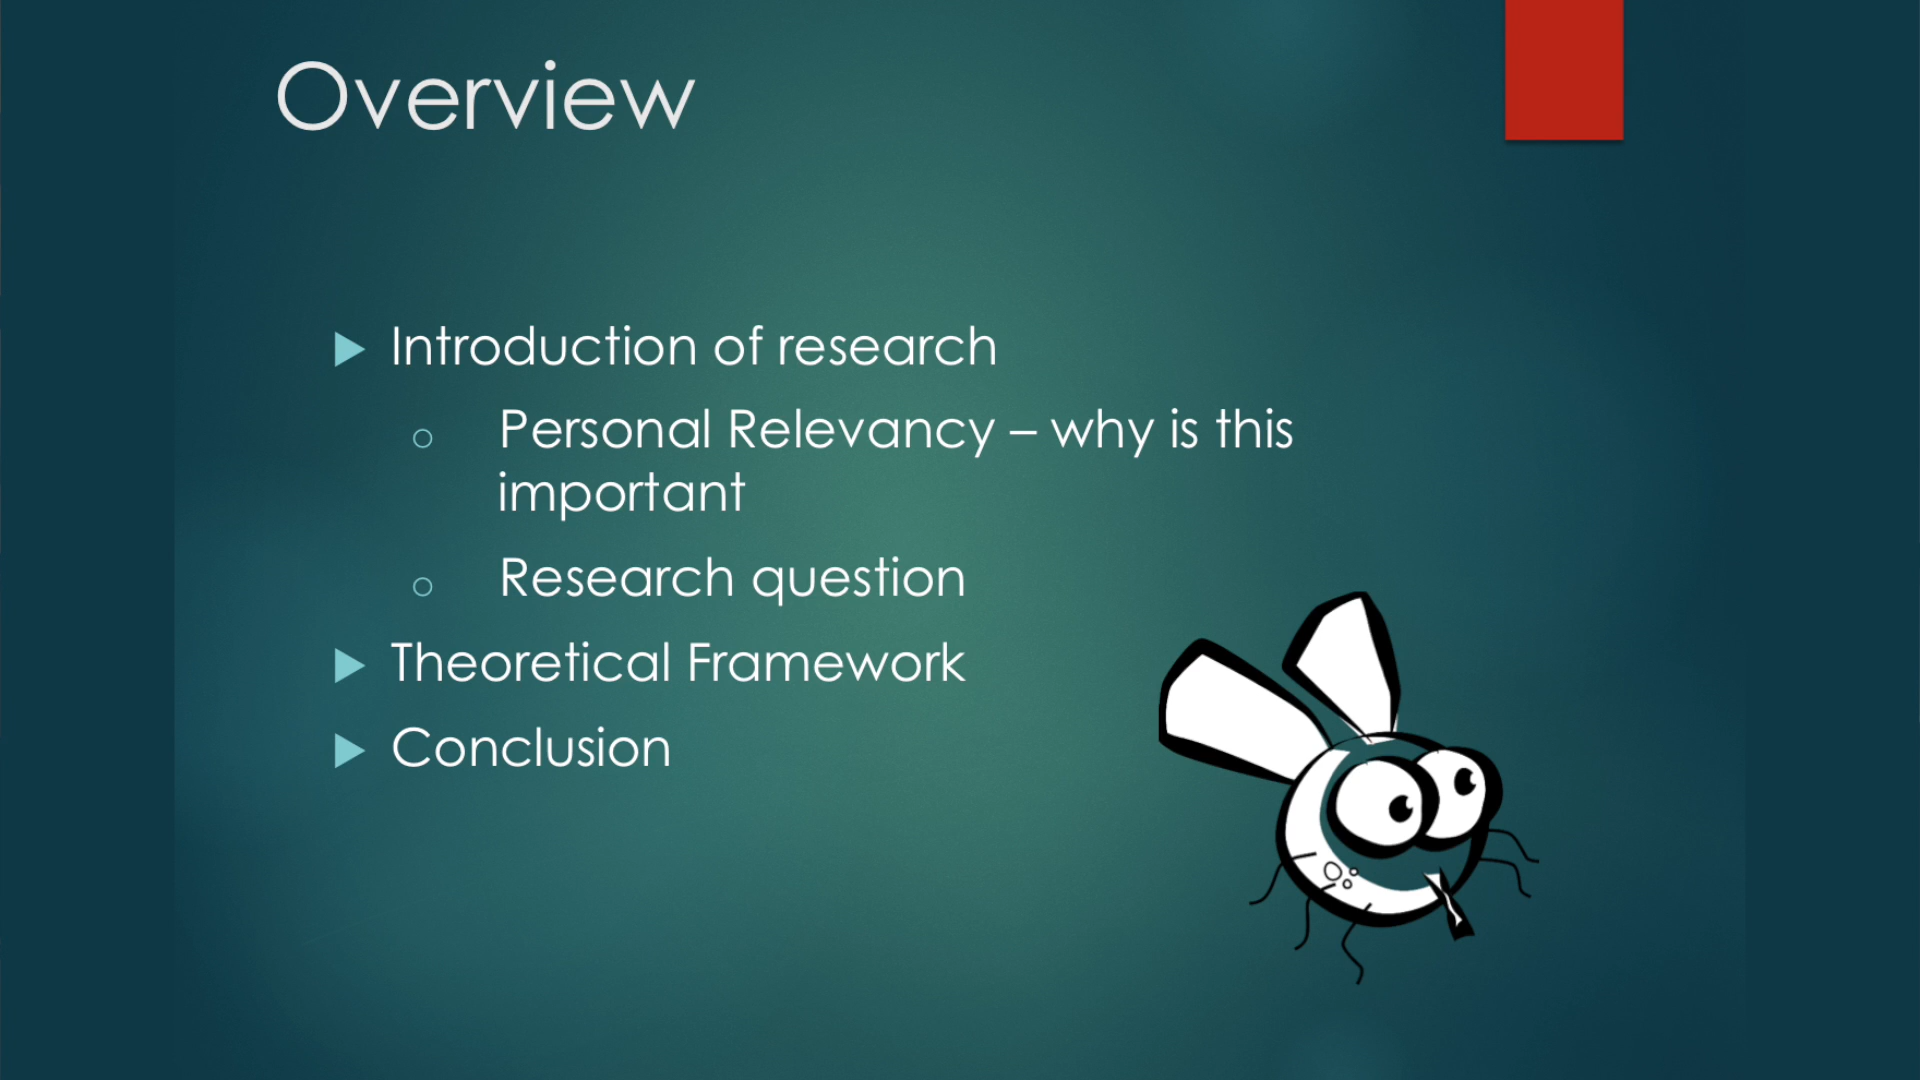 Overview
Introduction of research
Personal Relevancy – why is this
important
Research question
Theoretical Framework
Conclusion